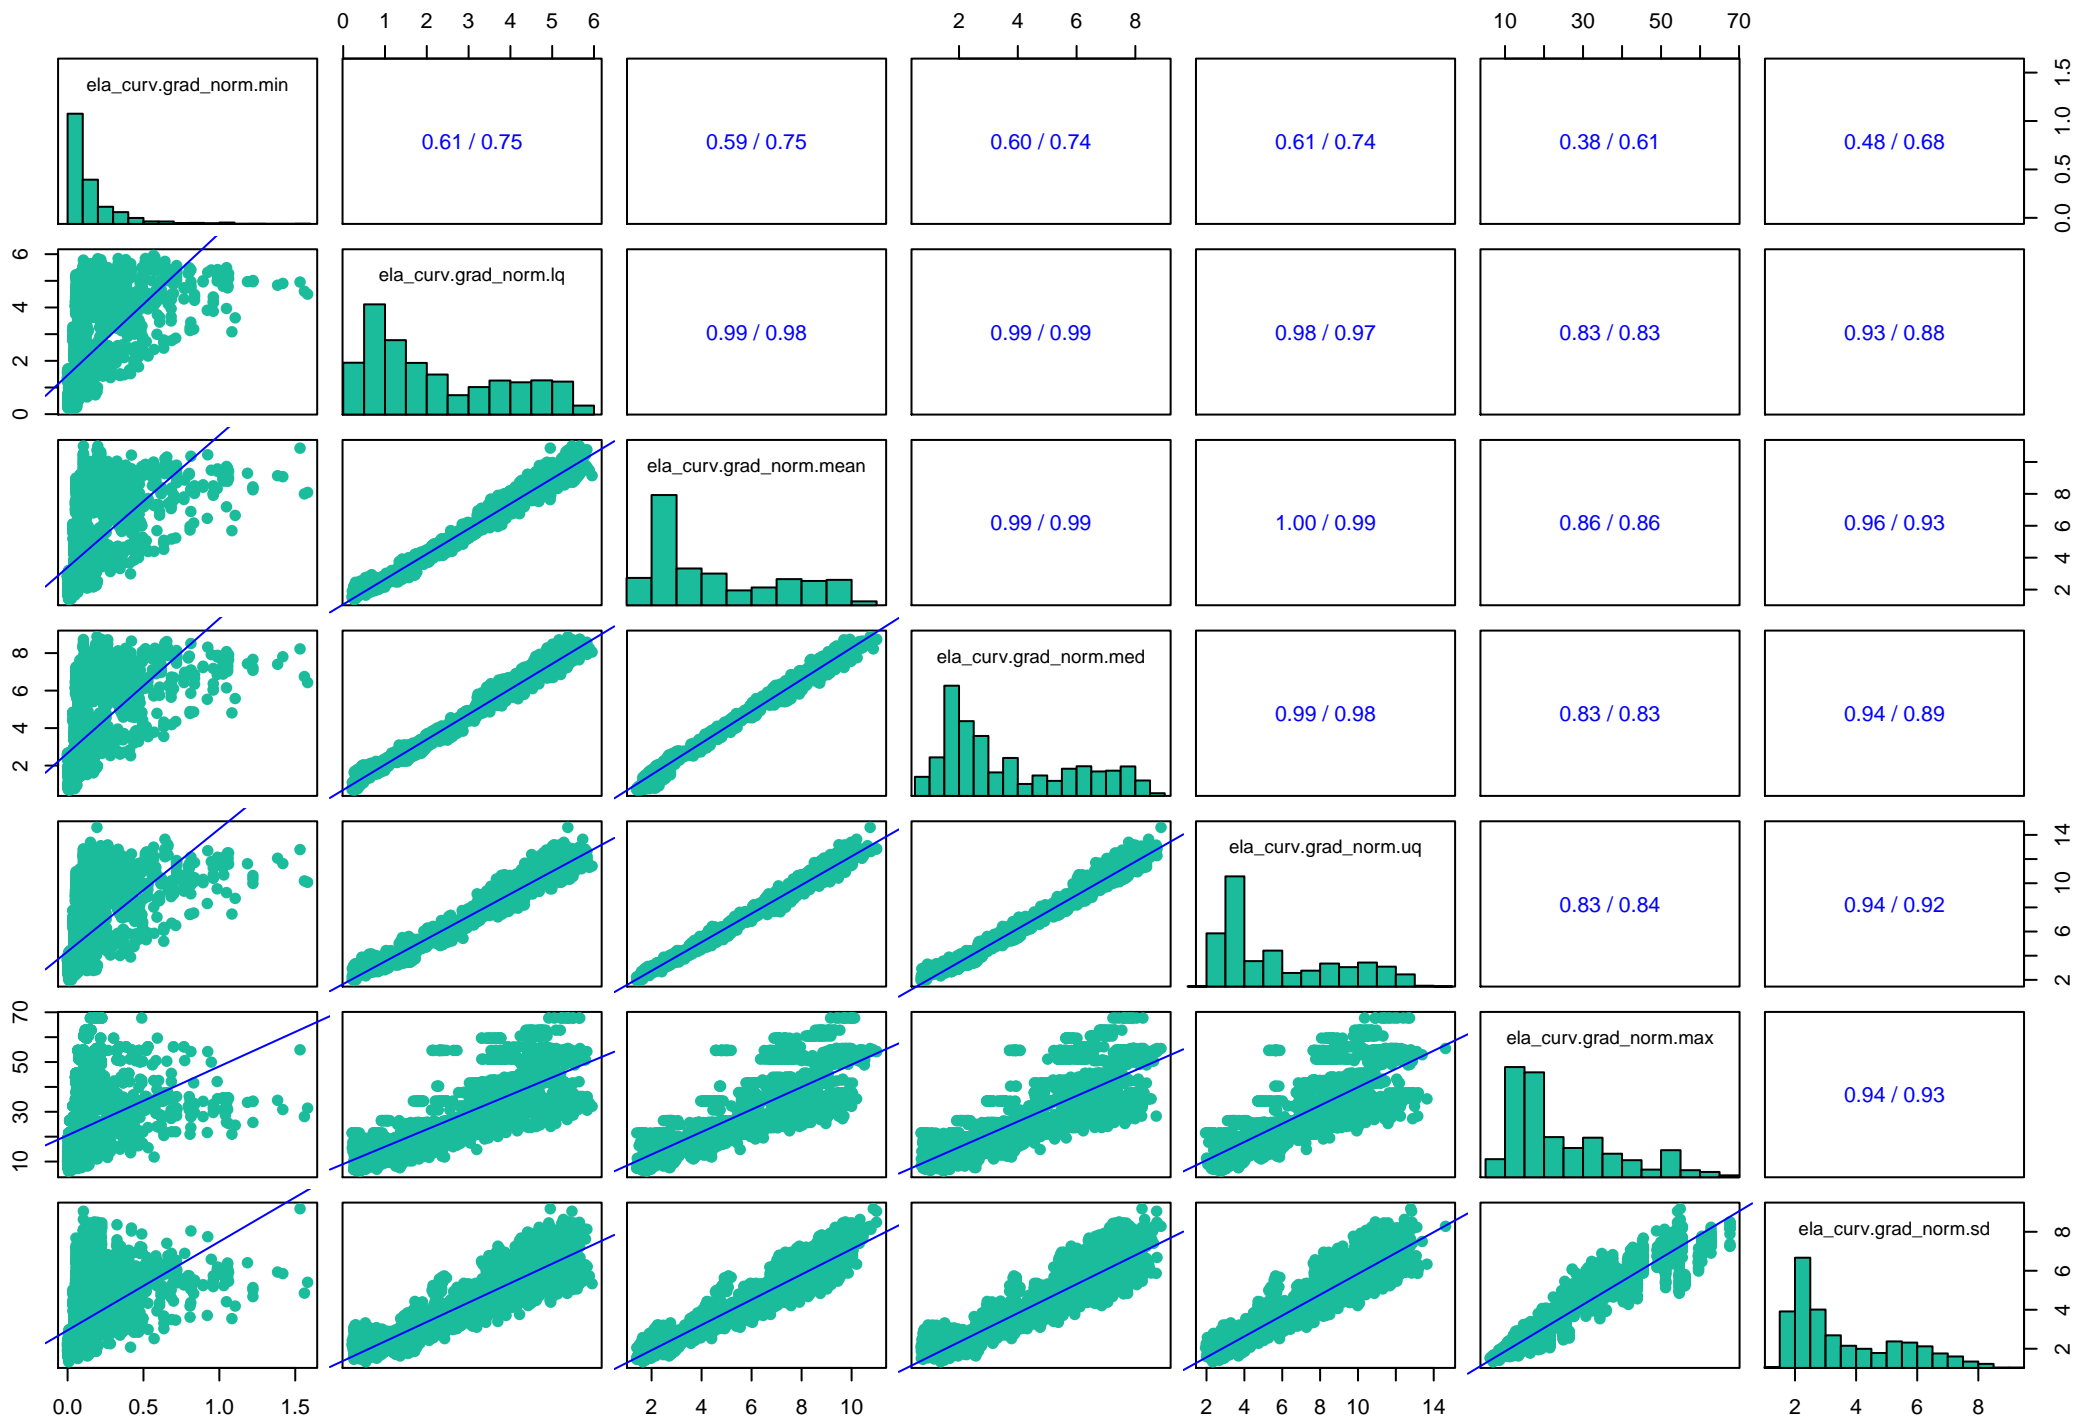 0 1 2 3 4 5 6 2 4 6 8 10 30 50 70
ela_curv.grad_norm.min 0.61 / 0.75 0.59 / 0.75 0.60 / 0.74 0.61 / 0.74 0.38 / 0.61 0.48 / 0.68 0.0 0.5 1.0 1.5
0 2 4 6 ela_curv.grad_norm.lq 0.99 / 0.98 0.99 / 0.99 0.98 / 0.97 0.83 / 0.83 0.93 / 0.88
ela_curv.grad_norm.mean 0.99 / 0.99 1.00 / 0.99 0.86 / 0.86 0.96 / 0.93 2 4 6 8
2 4 6 8 ela_curv.grad_norm.med 0.99 / 0.98 0.83 / 0.83 0.94 / 0.89
ela_curv.grad_norm.uq 0.83 / 0.84 0.94 / 0.92 2 6 10 14
10 30 50 70 ela_curv.grad_norm.max 0.94 / 0.93
ela_curv.grad_norm.sd 2 4 6 8
0.0 0.5 1.0 1.5 2 4 6 8 10 2 4 6 8 10 14 2 4 6 8